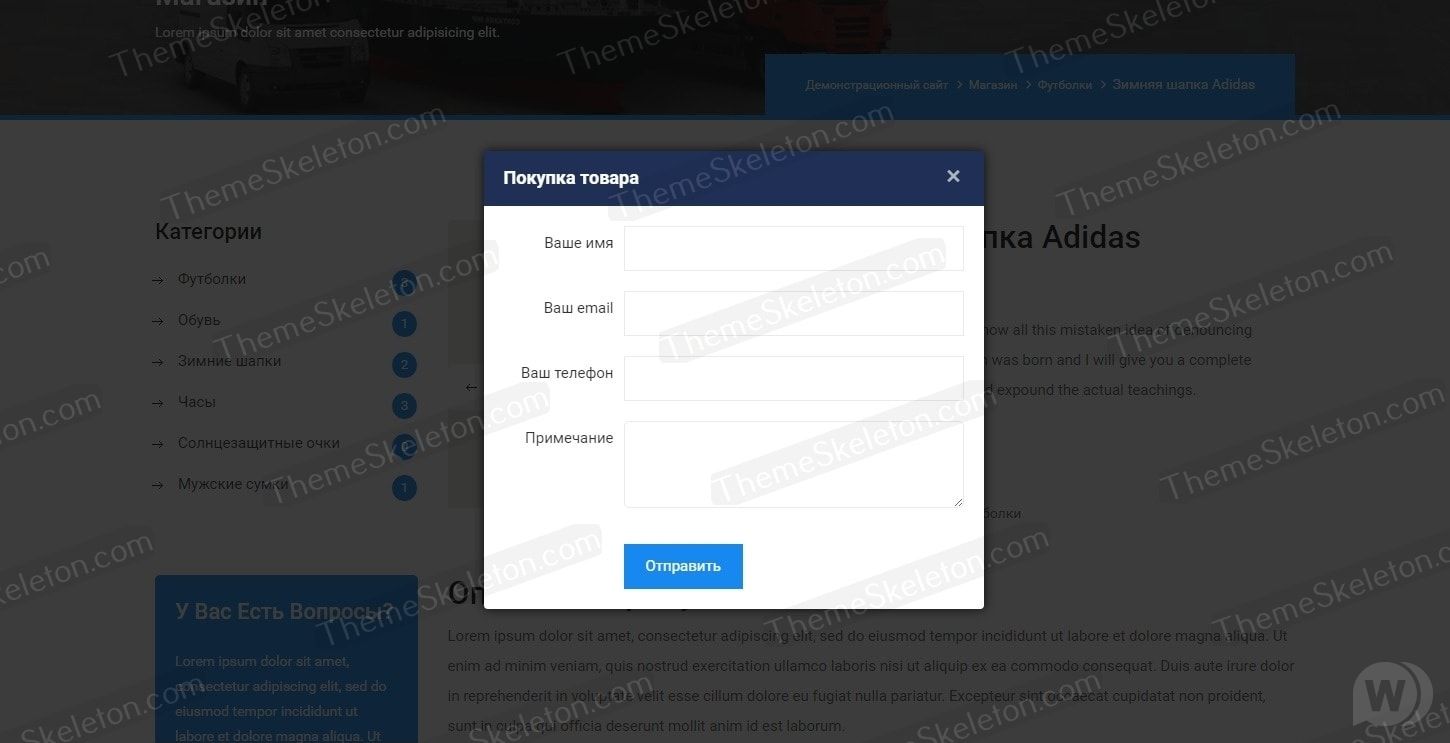 Магазин
Lorem ipsum dolor sit amet consectetur adipisicing elit.
Демонстрационный сайт > Магазин > Футболки > Зимняя шапка Adidas
Покупка товара ×
Ваше имя
Ваш email
Ваш телефон
Примечание
Отправить
Категории
Футболки
Обувь 1
Зимние шапки 2
Часы 3
Солнцезащитные очки
Мужские сумки 1
пка Adidas
how all this mistaken idea of denouncing
was born and I will give you a complete
d expound the actual teachings.
болки
У Вас Есть Вопросы?
Lorem ipsum dolor sit amet,
consectetur adipiscing elit, sed do
eiusmod tempor incididunt ut
labore et dolore magna aliqua. Ut
Оп
Lorem ipsum dolor sit amet, consectetur adipiscing elit, sed do eiusmod tempor incididunt ut labore et dolore magna aliqua. Ut
enim ad minim veniam, quis nostrud exercitation ullamco laboris nisi ut aliquip ex ea commodo consequat. Duis aute irure dolor
in reprehenderit in voluptate velit esse cillum dolore eu fugiat nulla pariatur. Excepteur sint occaecat cupidatat non proident,
sunt in culpa qui officia deserunt mollit anim id est laborum.
ThemeSkeleton.com
W